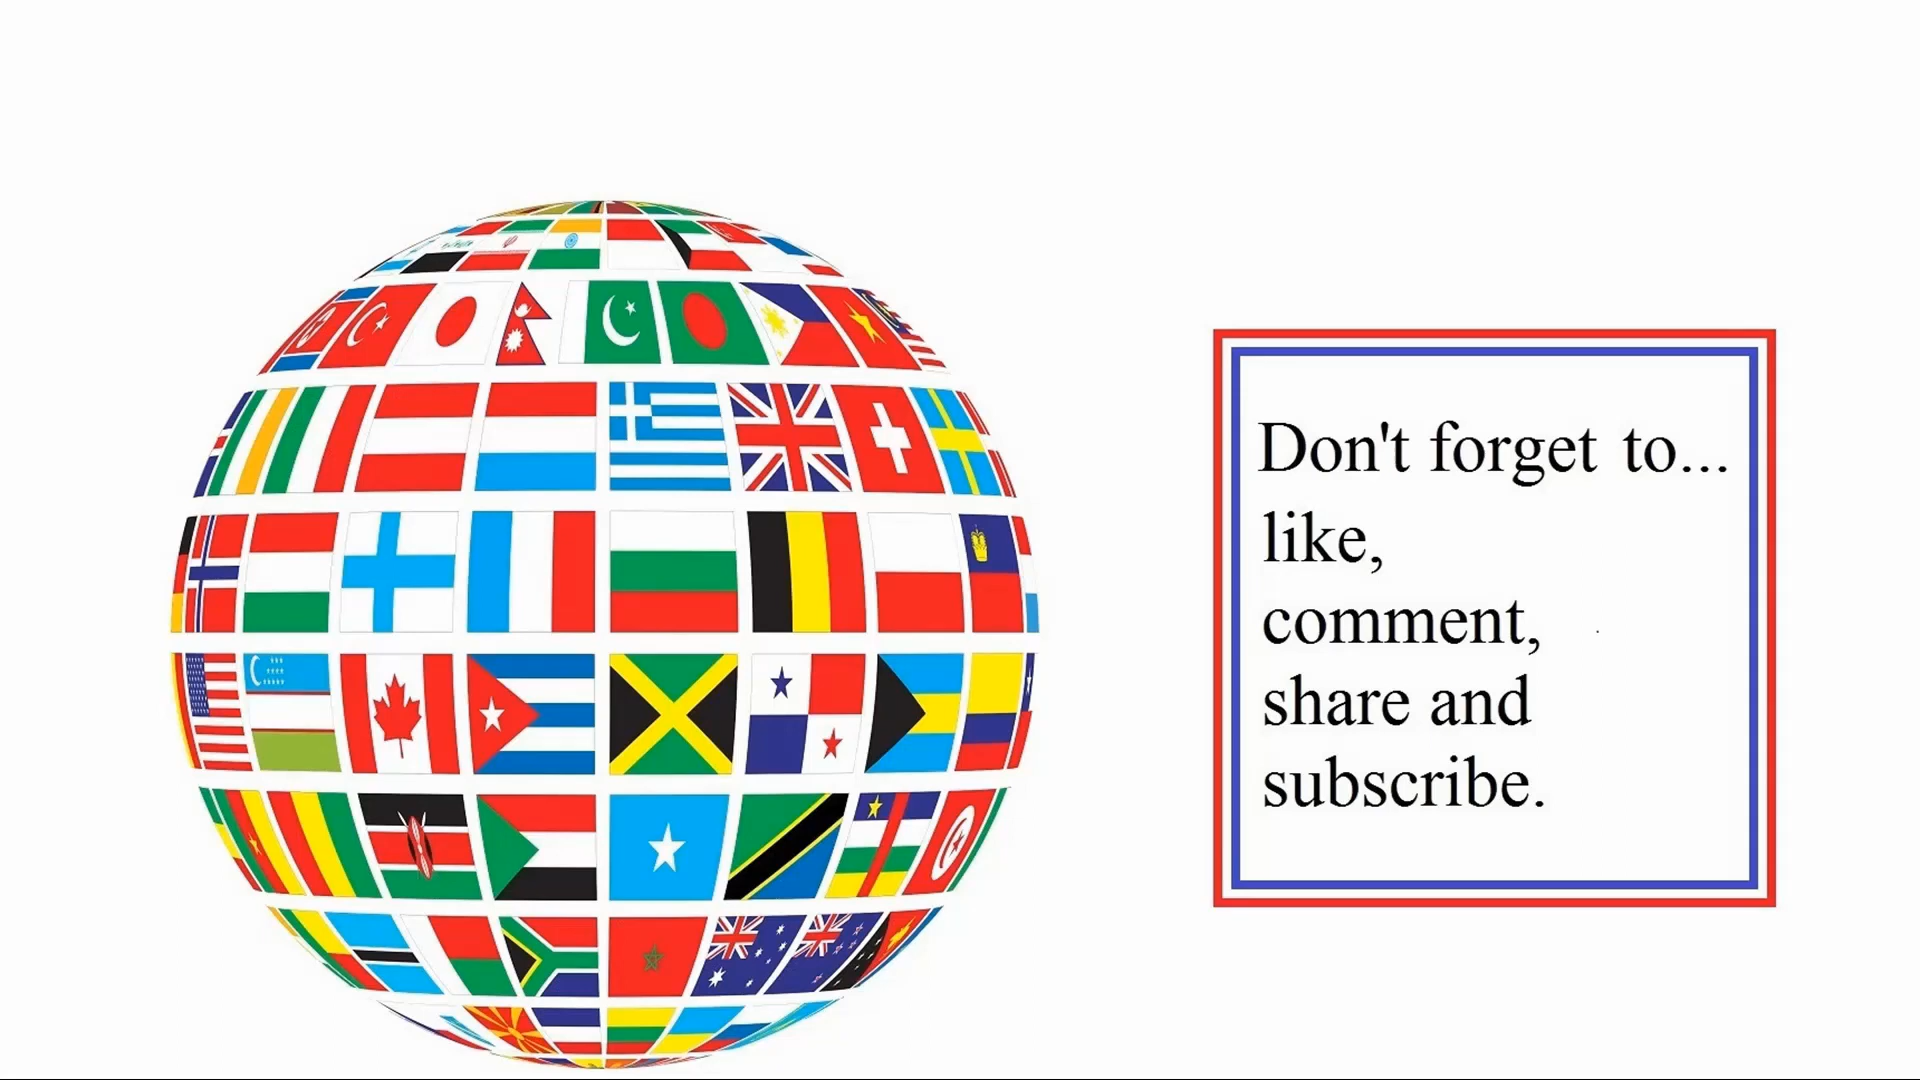 Don't forget to...
like,
comment,
share and
subscribe.